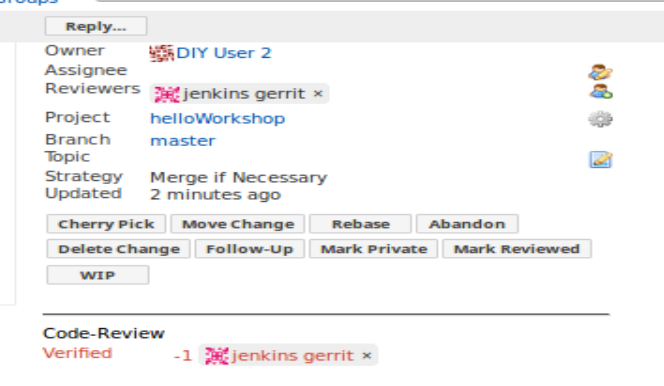 Reply...
Owner DIY User 2
Assignee
Reviewers jenkins gerrit ×
Project helloWorkshop
Branch master
Topic
Strategy Merge if Necessary
Updated 2 minutes ago
Cherry Pick Move Change Rebase Abandon
Delete Change Follow-Up Mark Private Mark Reviewed
WIP
Code-Review
Verified -1 jenkins gerrit ×